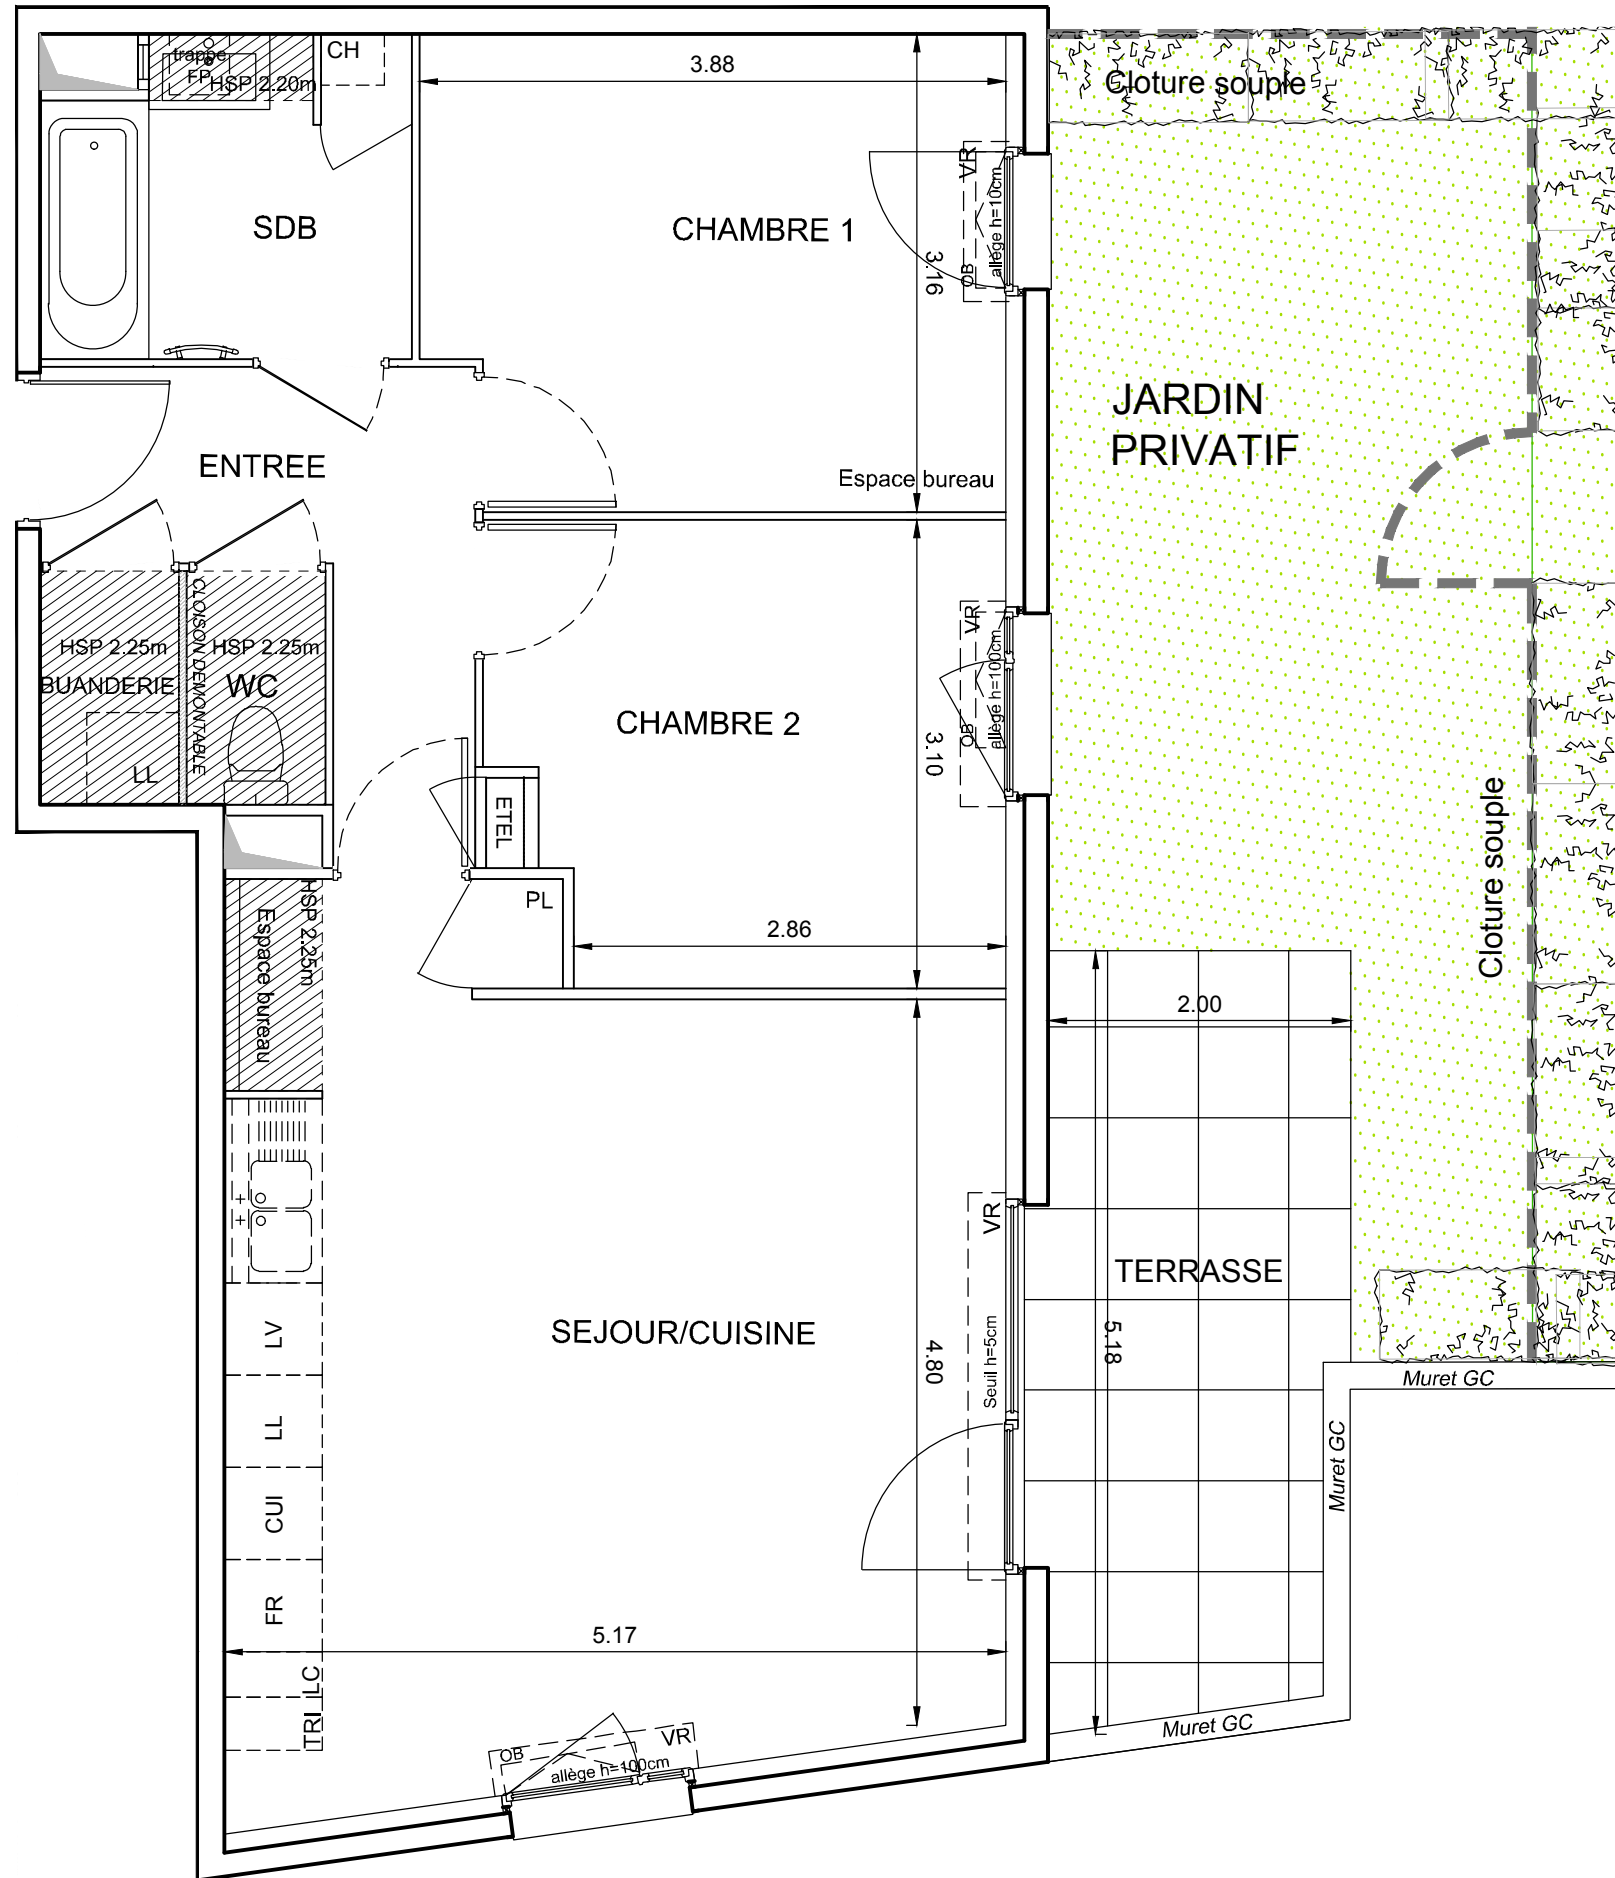 trappe
FP
HSP 2.20m
CH
3.88
Cloture souple
SDB
CHAMBRE 1
VR
allège h=10cm
OB
3.16
JARDIN
PRIVATIF
ENTREE
Espace bureau
HSP 2.25m
BUANDERIE
LL
CLOISON DEMONTABLE
HSP 2.25m
WC
CHAMBRE 2
VR
allège h=100cm
OB
3.10
ETEL
PL
2.86
Cloture souple
HSP 2.25m
Espace bureau
2.00
VR
TERRASSE
SEJOUR/CUISINE
Seuil h=5cm
4.80
5.18
LV
LL
CUI
FR
LC
TRI
Muret GC
Muret GC
5.17
Muret GC
OB
VR
allège h=100cm